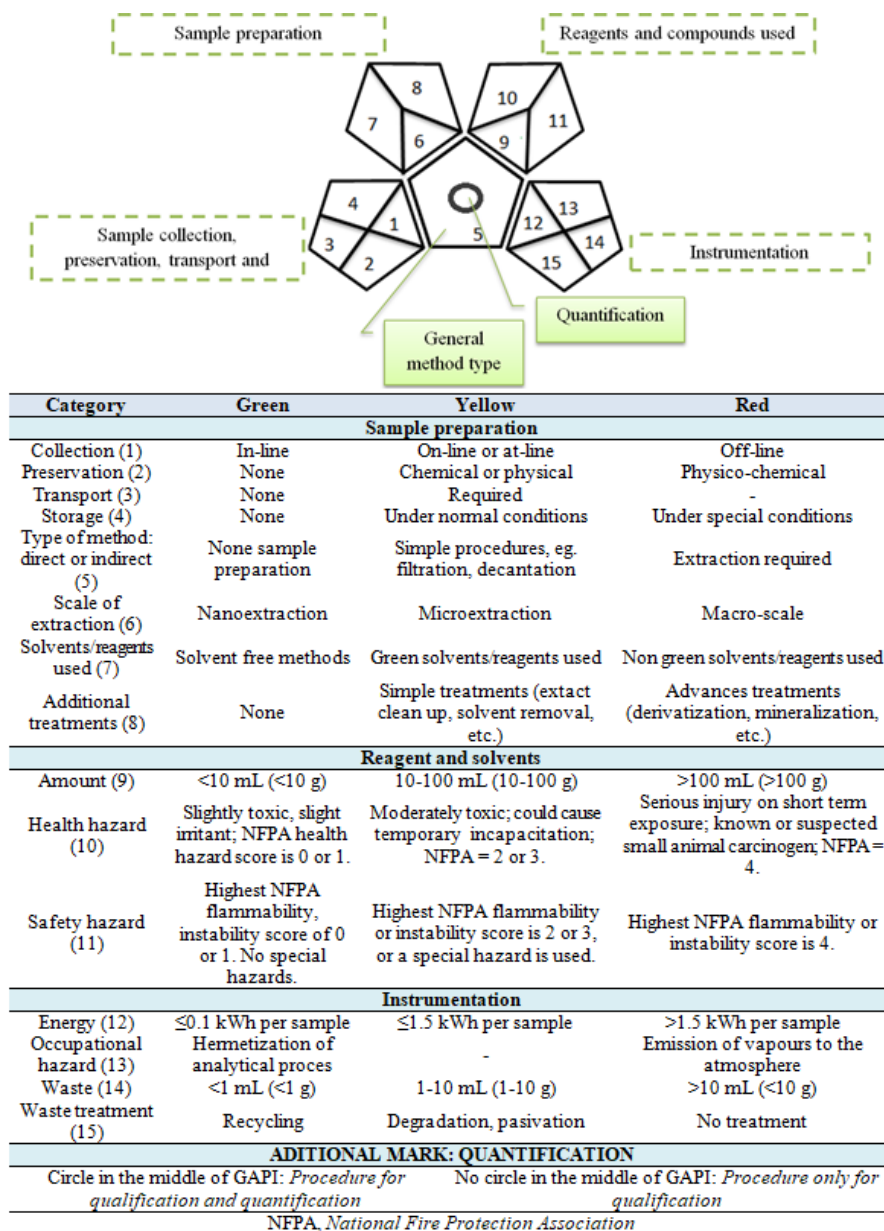 Sample preparation
Reagents and compounds used
8
7
6
10
11
9
4
1
3
2
5
12
13
14
15
Sample collection,
preservation, transport and
Instrumentation
Quantification
General
method type
Category Green Yellow Red
Sample preparation
Collection (1) In-line On-line or at-line Off-line
Preservation (2) None Chemical or physical Physico-chemical
Transport (3) None Required -
Storage (4) None Under normal conditions Under special conditions
Type of method:
direct or indirect
(5)
None sample
preparation
Simple procedures, eg.
filtration, decantation
Extraction required
Scale of
extraction (6)
Nanoextraction Microextraction Macro-scale
Solvents/reagents
used (7)
Solvent free methods Green solvents/reagents used Non green solvents/reagents used
Additional
treatments (8)
None
Simple treatments (extact
clean up, solvent removal,
etc.)
Advances treatments
(derivatization, mineralization,
etc.)
Reagent and solvents
Amount (9) <10 mL (<10 g) 10-100 mL (10-100 g) >100 mL (>100 g)
Health hazard
(10)
Slightly toxic, slight
irritant; NFPA health
hazard score is 0 or 1.
Moderately toxic; could cause
temporary incapacitation;
NFPA = 2 or 3.
Serious injury on short term
exposure; known or suspected
small animal carcinogen; NFPA =
4.
Safety hazard
(11)
Highest NFPA
flammability,
instability score of 0
or 1. No special
hazards.
Highest NFPA flammability
or instability score is 2 or 3,
or a special hazard is used.
Highest NFPA flammability or
instability score is 4.
Instrumentation
Energy (12) ≤0.1 kWh per sample ≤1.5 kWh per sample >1.5 kWh per sample
Occupational
hazard (13)
Hermetization of
analytical proces
-
Emission of vapours to the
atmosphere
Waste (14) <1 mL (<1 g) 1-10 mL (1-10 g) >10 mL (<10 g)
Waste treatment
(15)
Recycling Degradation, pasivation No treatment
ADITIONAL MARK: QUANTIFICATION
Circle in the middle of GAPI: Procedure for
qualification and quantification
No circle in the middle of GAPI: Procedure only for
qualification
NFPA, National Fire Protection Association